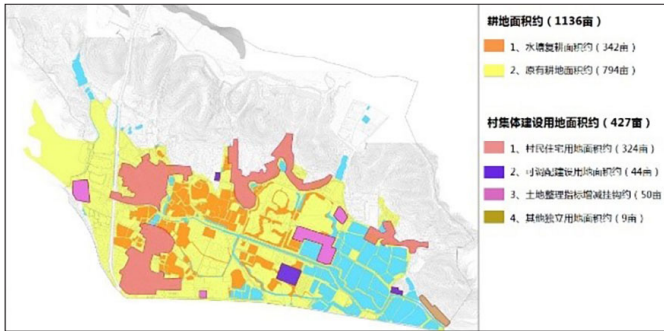 耕地面积约（1136亩）
1、水塘复耕面积约（342亩）
2、原有耕地面积约（794亩）
村集体建设用地面积约（427亩）
1、村民住宅用地面积约（324亩）
2、可调配建设用地面积约（44亩）
3、土地整理指标增减挂钩约（50亩
4、其他独立用地面积约（9亩）